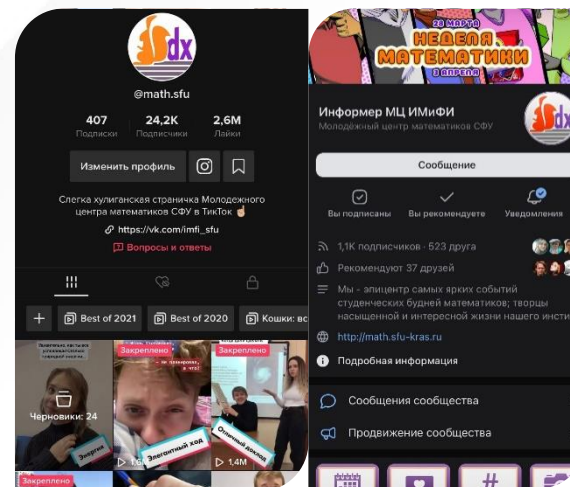 dx
@math.sfu
407
24,2K
2,6M
Подписки
Подписчики
Лайки
Изменить профиль
Слегка хулиганская страничка Молодежного
центра математиков СФУ в ТикТок
https://vk.com/imfi_sfu
Вопросы и ответы
Best of 2021
Best of 2020
Кошки: вс
Закреплено
Закреплено
Черновики: 24
Энергия
Элегантный ход
Отличный доклад
1,6M
1,4M
Закреплено
28 МАРТА
НЕДЕЛЯ
МАТЕМАТИКИ
3 АПРЕЛЯ
Информер МЦ ИМиФИ
Молодёжный центр математиков СФУ
dx
Сообщение
Вы подписаны
Вы рекомендуете
Уведомления
1,1K подписчиков · 523 друга
Рекомендуют 37 друзей
Мы - эпицентр самых ярких событий
студенческих будней математиков; творцы
насыщенной и интересной жизни нашего инсти
http://math.sfu-kras.ru
Подробная информация
Сообщения сообщества
Продвижение сообщества
#